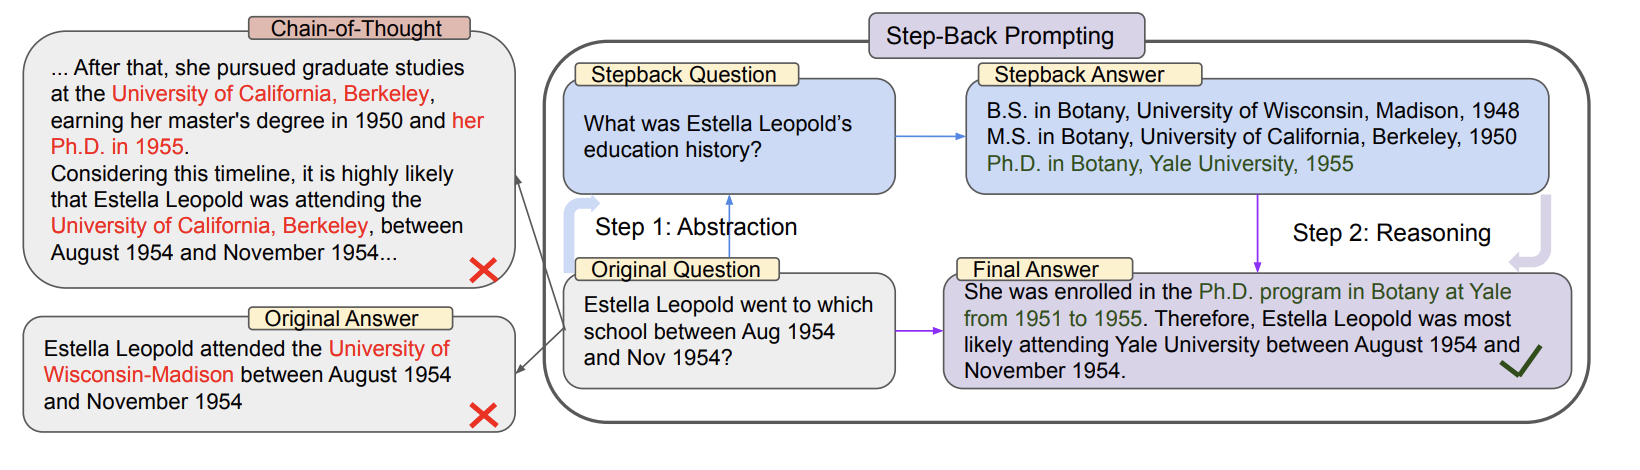 Chain-of-Thought
... After that, she pursued graduate studies
at the University of California, Berkeley,
earning her master's degree in 1950 and her
Ph.D. in 1955.
Considering this timeline, it is highly likely
that Estella Leopold was attending the
University of California, Berkeley, between
August 1954 and November 1954...
Original Answer
Estella Leopold attended the University of
Wisconsin-Madison between August 1954
and November 1954
Step-Back Prompting
Stepback Question
What was Estella Leopold’s
education history?
Stepback Answer
B.S. in Botany, University of Wisconsin, Madison, 1948
M.S. in Botany, University of California, Berkeley, 1950
Ph.D. in Botany, Yale University, 1955
Step 1: Abstraction
Step 2: Reasoning
Original Question
Estella Leopold went to which
school between Aug 1954
and Nov 1954?
Final Answer
She was enrolled in the Ph.D. program in Botany at Yale
from 1951 to 1955. Therefore, Estella Leopold was most
likely attending Yale University between August 1954 and
November 1954.